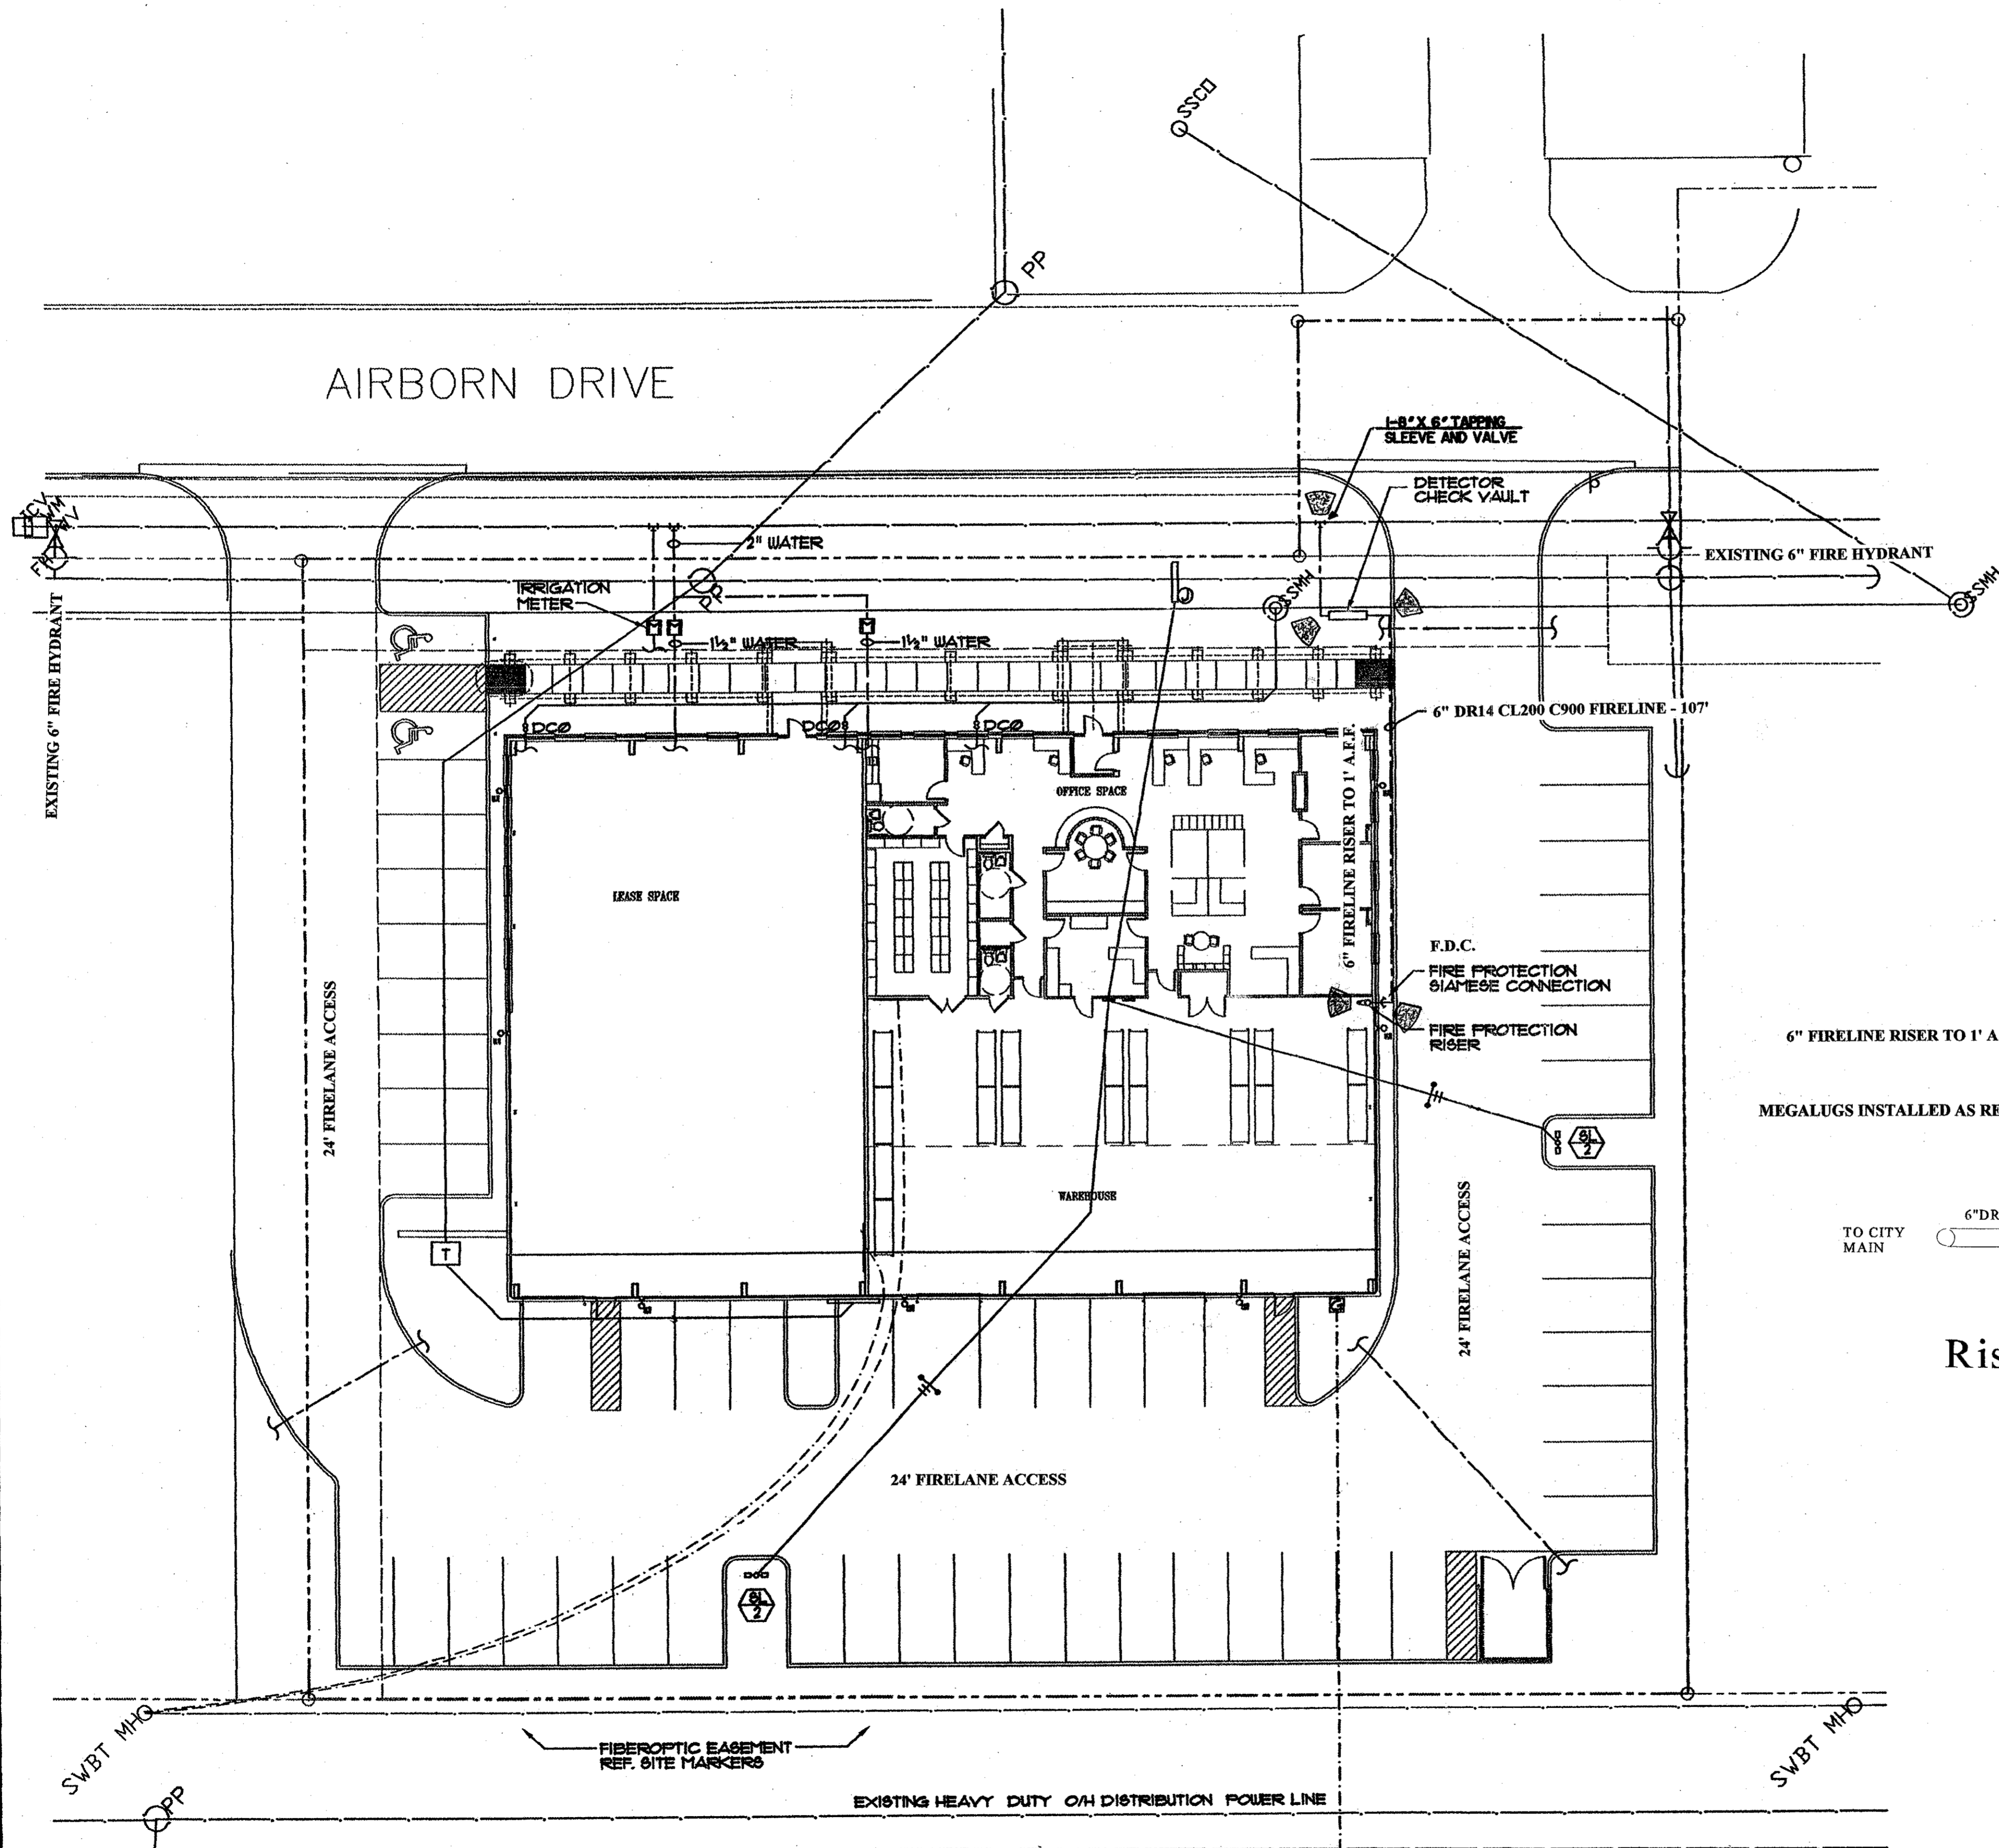 SSCO
PP
AIRBORN DRIVE
1-8" X 6" TAPPING
SLEEVE AND VALVE
DETECTOR
CHECK VAULT
WV
FH
2" WATER
EXISTING 6" FIRE HYDRANT
IRRIGATION
METER
PP
SSMH
SSMH
1½" WATER
1½" WATER
EXISTING 6" FIRE HYDRANT
6" DR14 CL200 C900 FIRELINE - 107'
DCO
DCO
DCO
OFFICE SPACE
LEASE SPACE
6" FIRELINE RISER TO 1' A.F.F.
F.D.C.
FIRE PROTECTION
SIAMESE CONNECTION
FIRE PROTECTION
RISER
24' FIRELANE ACCESS
6" FIRELINE RISER TO 1' A
MEGALUGS INSTALLED AS RE
SL
2
WAREHOUSE
24' FIRELANE ACCESS
6"DR
TO CITY
MAIN
T
Ris
24' FIRELANE ACCESS
SL
2
SWBT MH
SWBT MH
FIBEROPTIC EASEMENT
REF. SITE MARKERS
PP
EXISTING HEAVY DUTY O/H DISTRIBUTION POWER LINE